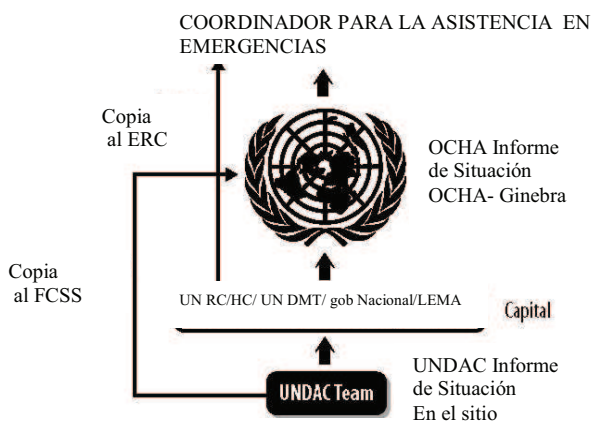 COORDINADOR PARA LA ASISTENCIA EN
EMERGENCIAS
Copia
al ERC
OCHA Informe
de Situación
OCHA- Ginebra
Copia
al FCSS
UN RC/HC/ UN DMT/ gob Nacional/LEMA
Capital
UNDAC Team
UNDAC Informe
de Situación
En el sitio